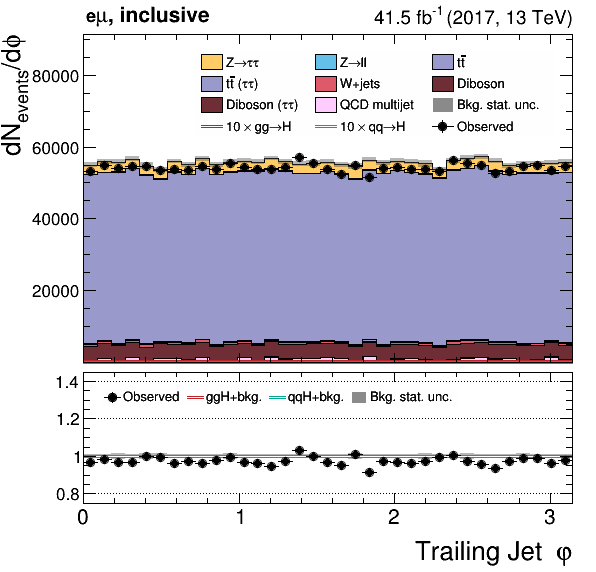 eμ, inclusive 41.5 fb⁻¹ (2017, 13 TeV)
dN_events/dϕ
80000
60000
40000
20000
Z→ττ Z→ll tt̄
tt̄ (ττ) W+jets Diboson
Diboson (ττ) QCD multijet Bkg. stat. unc.
10 × gg→H 10 × qq→H Observed
1.4
1.2
1
0.8
Observed ggH+bkg. qqH+bkg. Bkg. stat. unc.
0 1 2 3
Trailing Jet φ